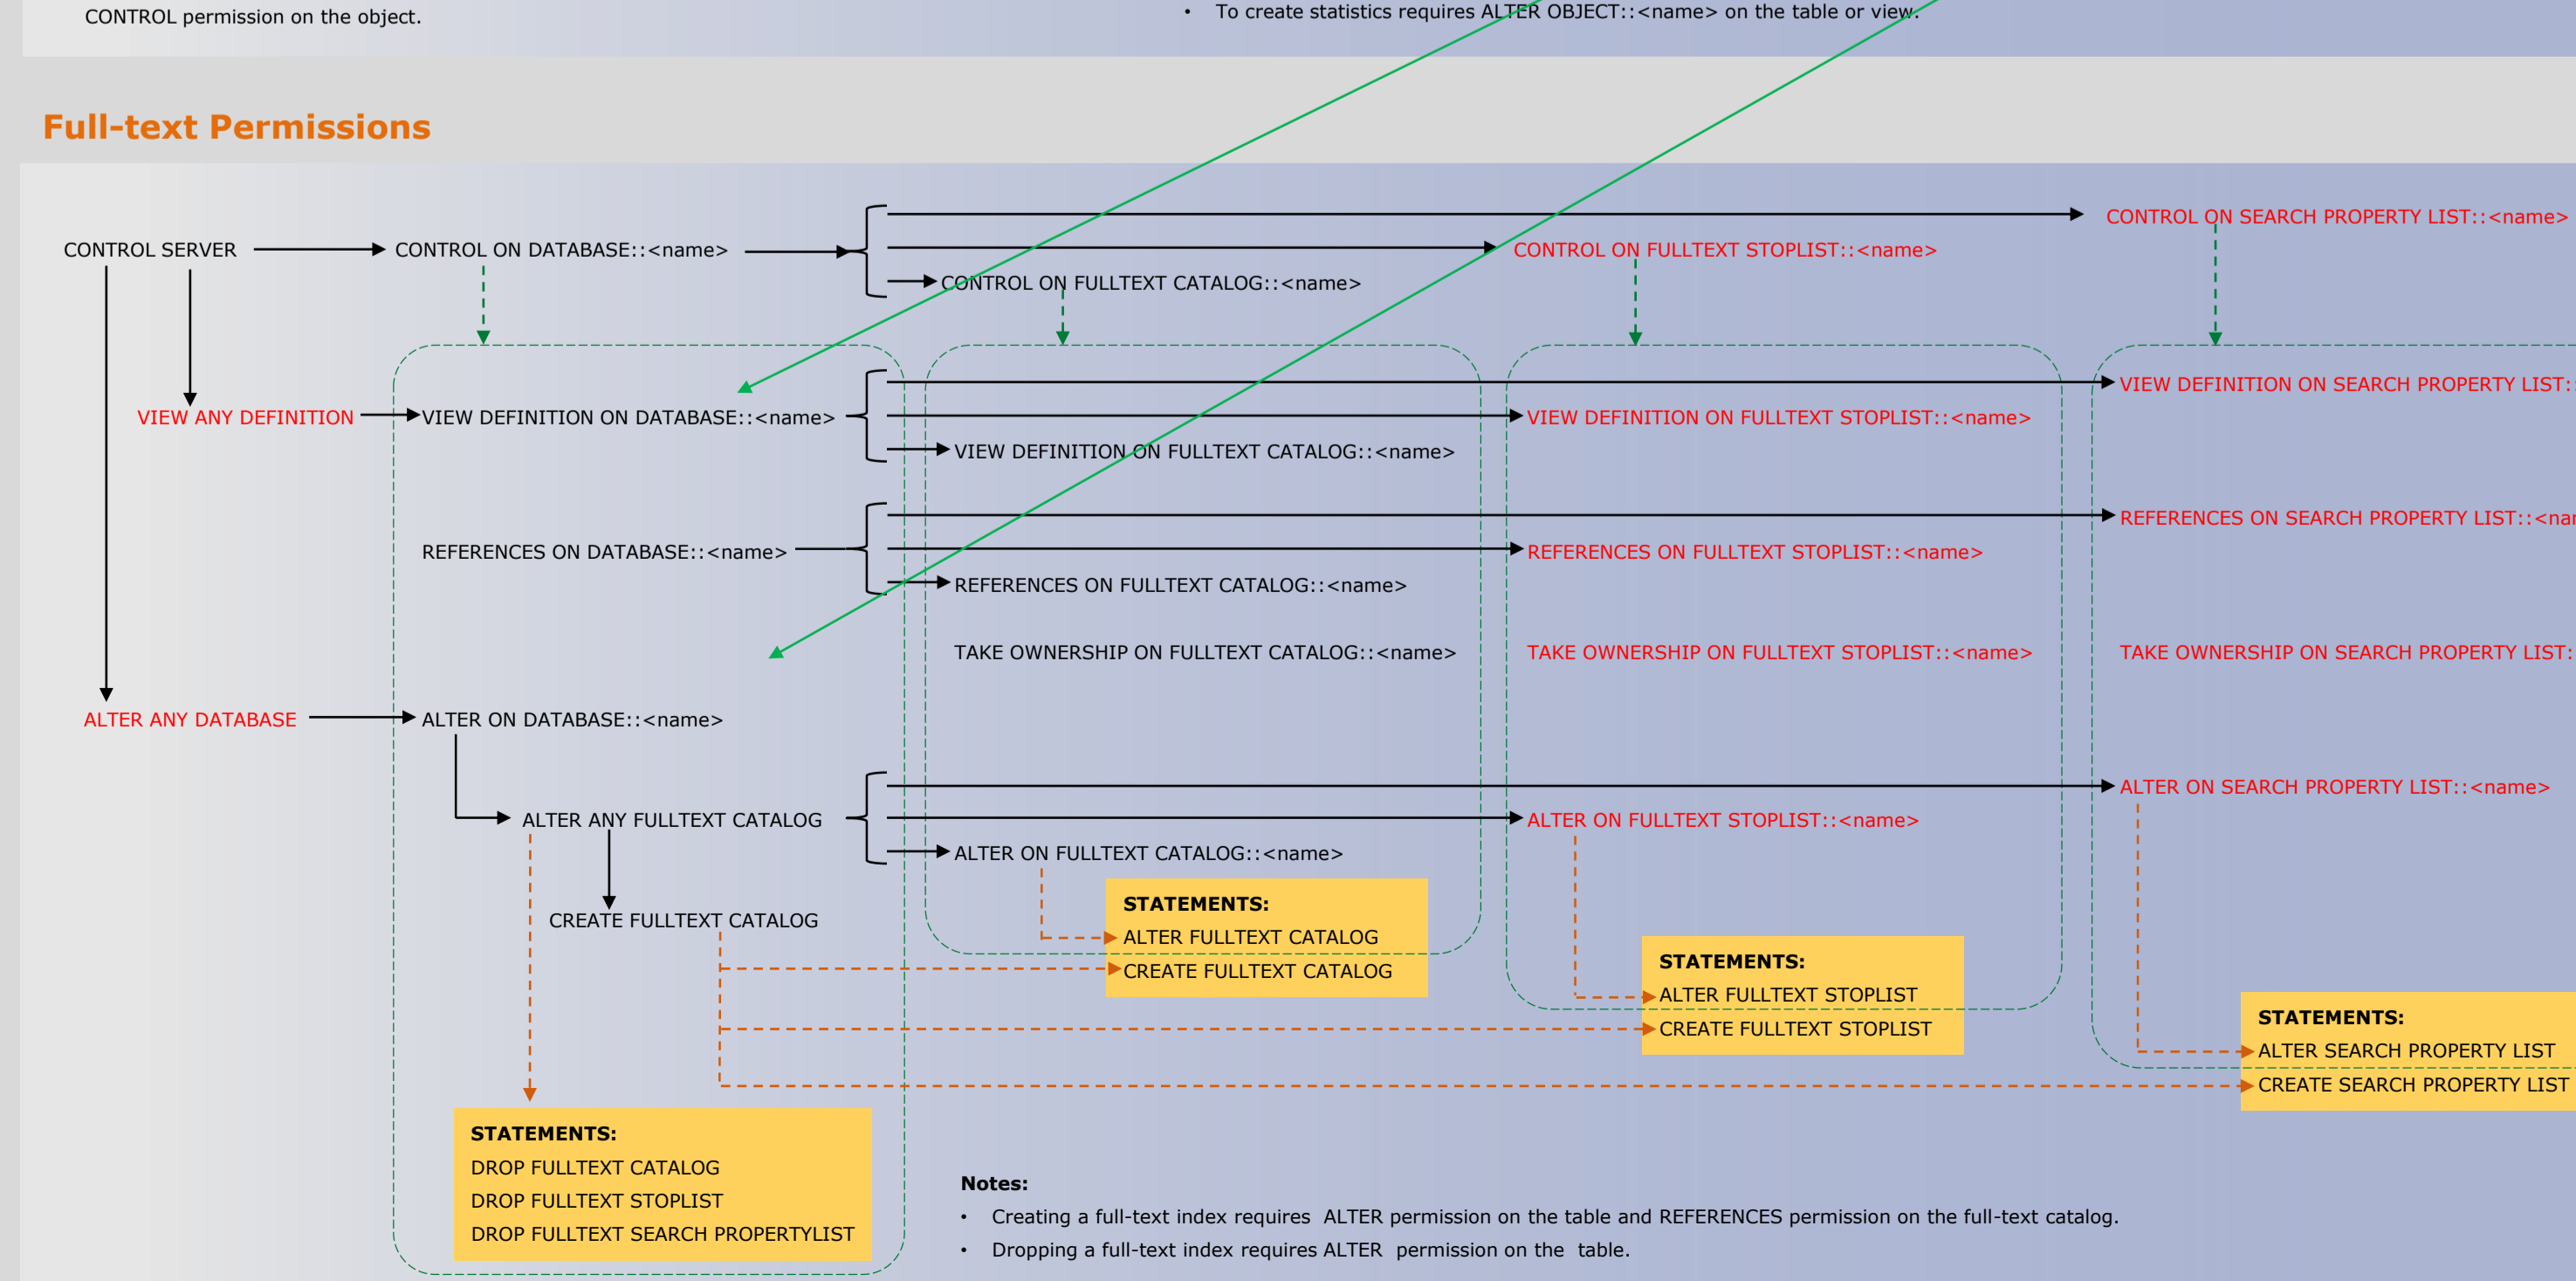 CONTROL permission on the object.
• To create statistics requires ALTER OBJECT::<name> on the table or view.
Full-text Permissions
CONTROL ON SEARCH PROPERTY LIST::<name>
CONTROL SERVER
CONTROL ON DATABASE::<name>
CONTROL ON FULLTEXT STOPLIST::<name>
CONTROL ON FULLTEXT CATALOG::<name>
VIEW DEFINITION ON SEARCH PROPERTY LIST:
VIEW ANY DEFINITION
VIEW DEFINITION ON DATABASE::<name>
VIEW DEFINITION ON FULLTEXT STOPLIST::<name>
VIEW DEFINITION ON FULLTEXT CATALOG::<name>
REFERENCES ON SEARCH PROPERTY LIST::<nam
REFERENCES ON DATABASE::<name>
REFERENCES ON FULLTEXT STOPLIST::<name>
REFERENCES ON FULLTEXT CATALOG::<name>
TAKE OWNERSHIP ON FULLTEXT CATALOG::<name>
TAKE OWNERSHIP ON FULLTEXT STOPLIST::<name>
TAKE OWNERSHIP ON SEARCH PROPERTY LIST:
ALTER ANY DATABASE
ALTER ON DATABASE::<name>
ALTER ON SEARCH PROPERTY LIST::<name>
ALTER ANY FULLTEXT CATALOG
ALTER ON FULLTEXT STOPLIST::<name>
ALTER ON FULLTEXT CATALOG::<name>
CREATE FULLTEXT CATALOG
STATEMENTS:
ALTER FULLTEXT CATALOG
CREATE FULLTEXT CATALOG
STATEMENTS:
ALTER FULLTEXT STOPLIST
CREATE FULLTEXT STOPLIST
STATEMENTS:
ALTER SEARCH PROPERTY LIST
CREATE SEARCH PROPERTY LIST
STATEMENTS:
DROP FULLTEXT CATALOG
DROP FULLTEXT STOPLIST
DROP FULLTEXT SEARCH PROPERTYLIST
Notes:
• Creating a full-text index requires ALTER permission on the table and REFERENCES permission on the full-text catalog.
• Dropping a full-text index requires ALTER permission on the table.